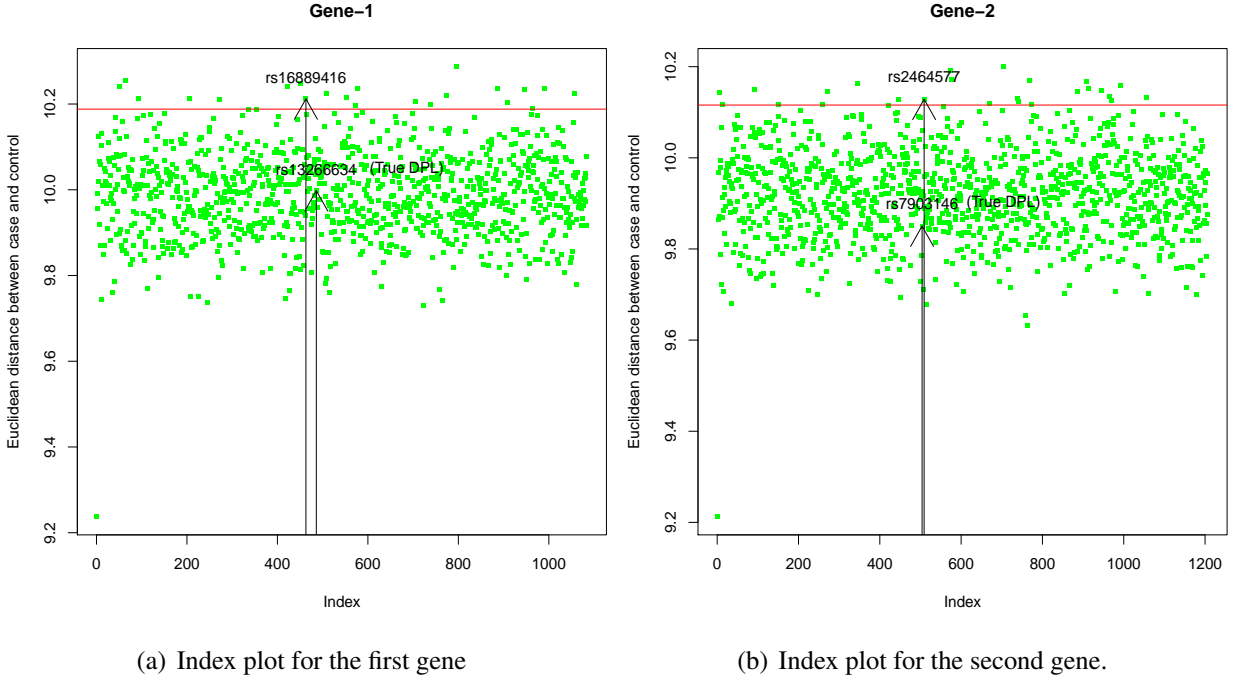 Gene−1
Euclidean distance between case and control
10.2
10.0
9.8
9.6
9.4
9.2
rs16889416
rs13266634 (True DPL)
0 200 400 600 800 1000
Index
(a) Index plot for the first gene
Gene−2
Euclidean distance between case and control
10.2
10.0
9.8
9.6
9.4
9.2
rs2464577
rs7903146 (True DPL)
0 200 400 600 800 1000 1200
Index
(b) Index plot for the second gene.